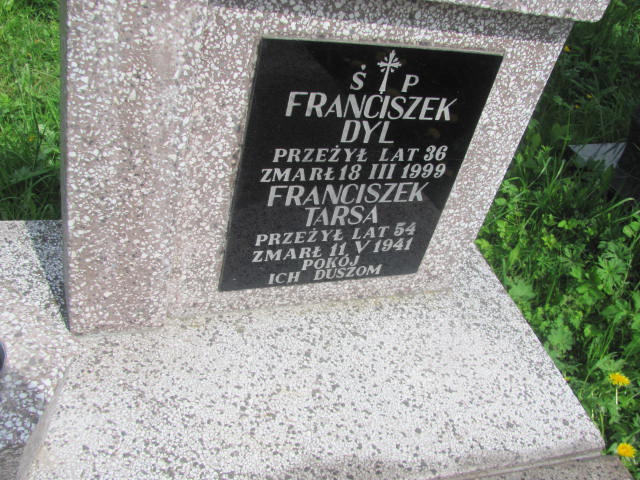 Ś P
FRANCISZEK
DYL
PRZEŻYŁ LAT 36
ZMARŁ 18 III 1999
FRANCISZEK
TARSA
PRZEŻYŁ LAT 54
ZMARŁ 11 V 1941
POKÓJ
ICH DUSZOM